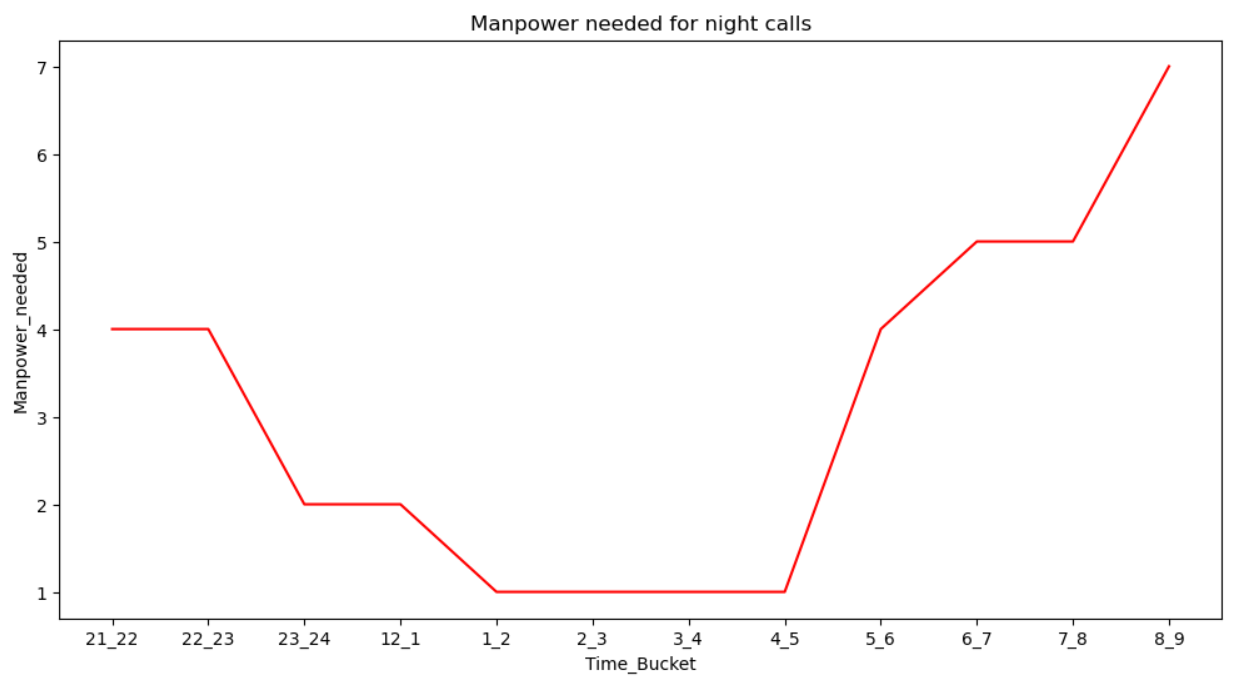 Manpower needed for night calls
7
6
5
4
3
2
1
Manpower_needed
21_22 22_23 23_24 12_1 1_2 2_3 3_4 4_5 5_6 6_7 7_8 8_9
Time_Bucket